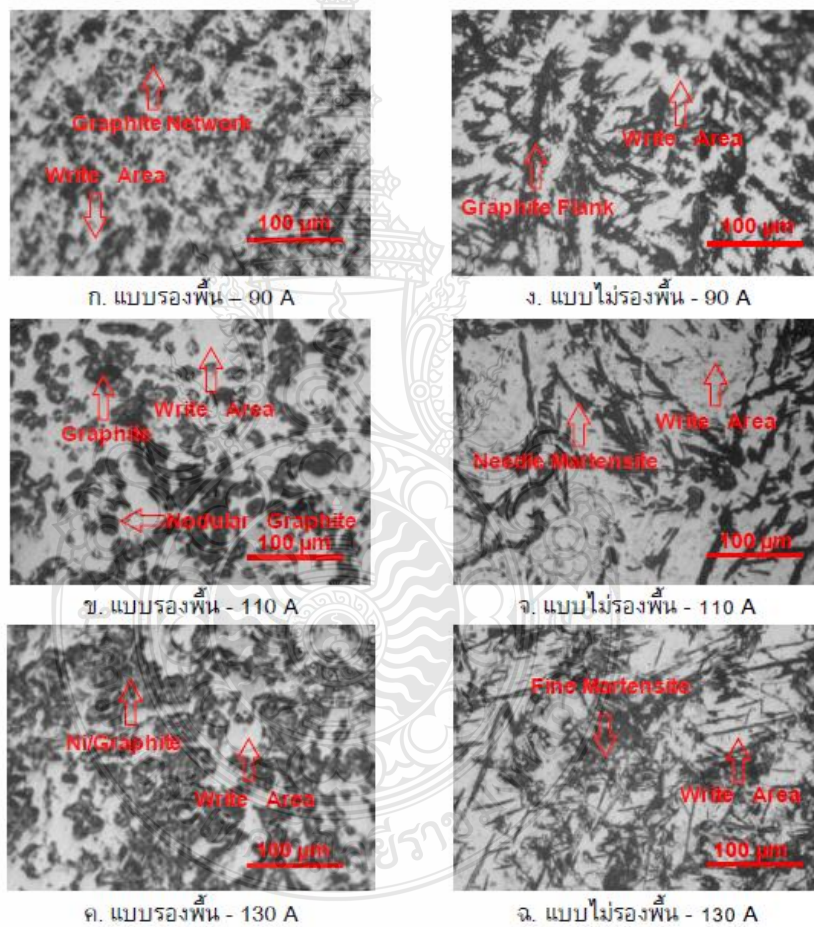 Graphite Network
Write Area
100 µm
ก. แบบรองพื้น – 90 A
Write Area
Graphite Flank
100 µm
ง. แบบไม่รองพื้น - 90 A
Write Area
Graphite
Nodular Graphite
100 µm
ข. แบบรองพื้น - 110 A
Write Area
Needle Martensite
100 µm
จ. แบบไม่รองพื้น - 110 A
Ni/Graphite
Write Area
100 µm
ค. แบบรองพื้น - 130 A
Fine Martensite
Write Area
100 µm
ฉ. แบบไม่รองพื้น - 130 A